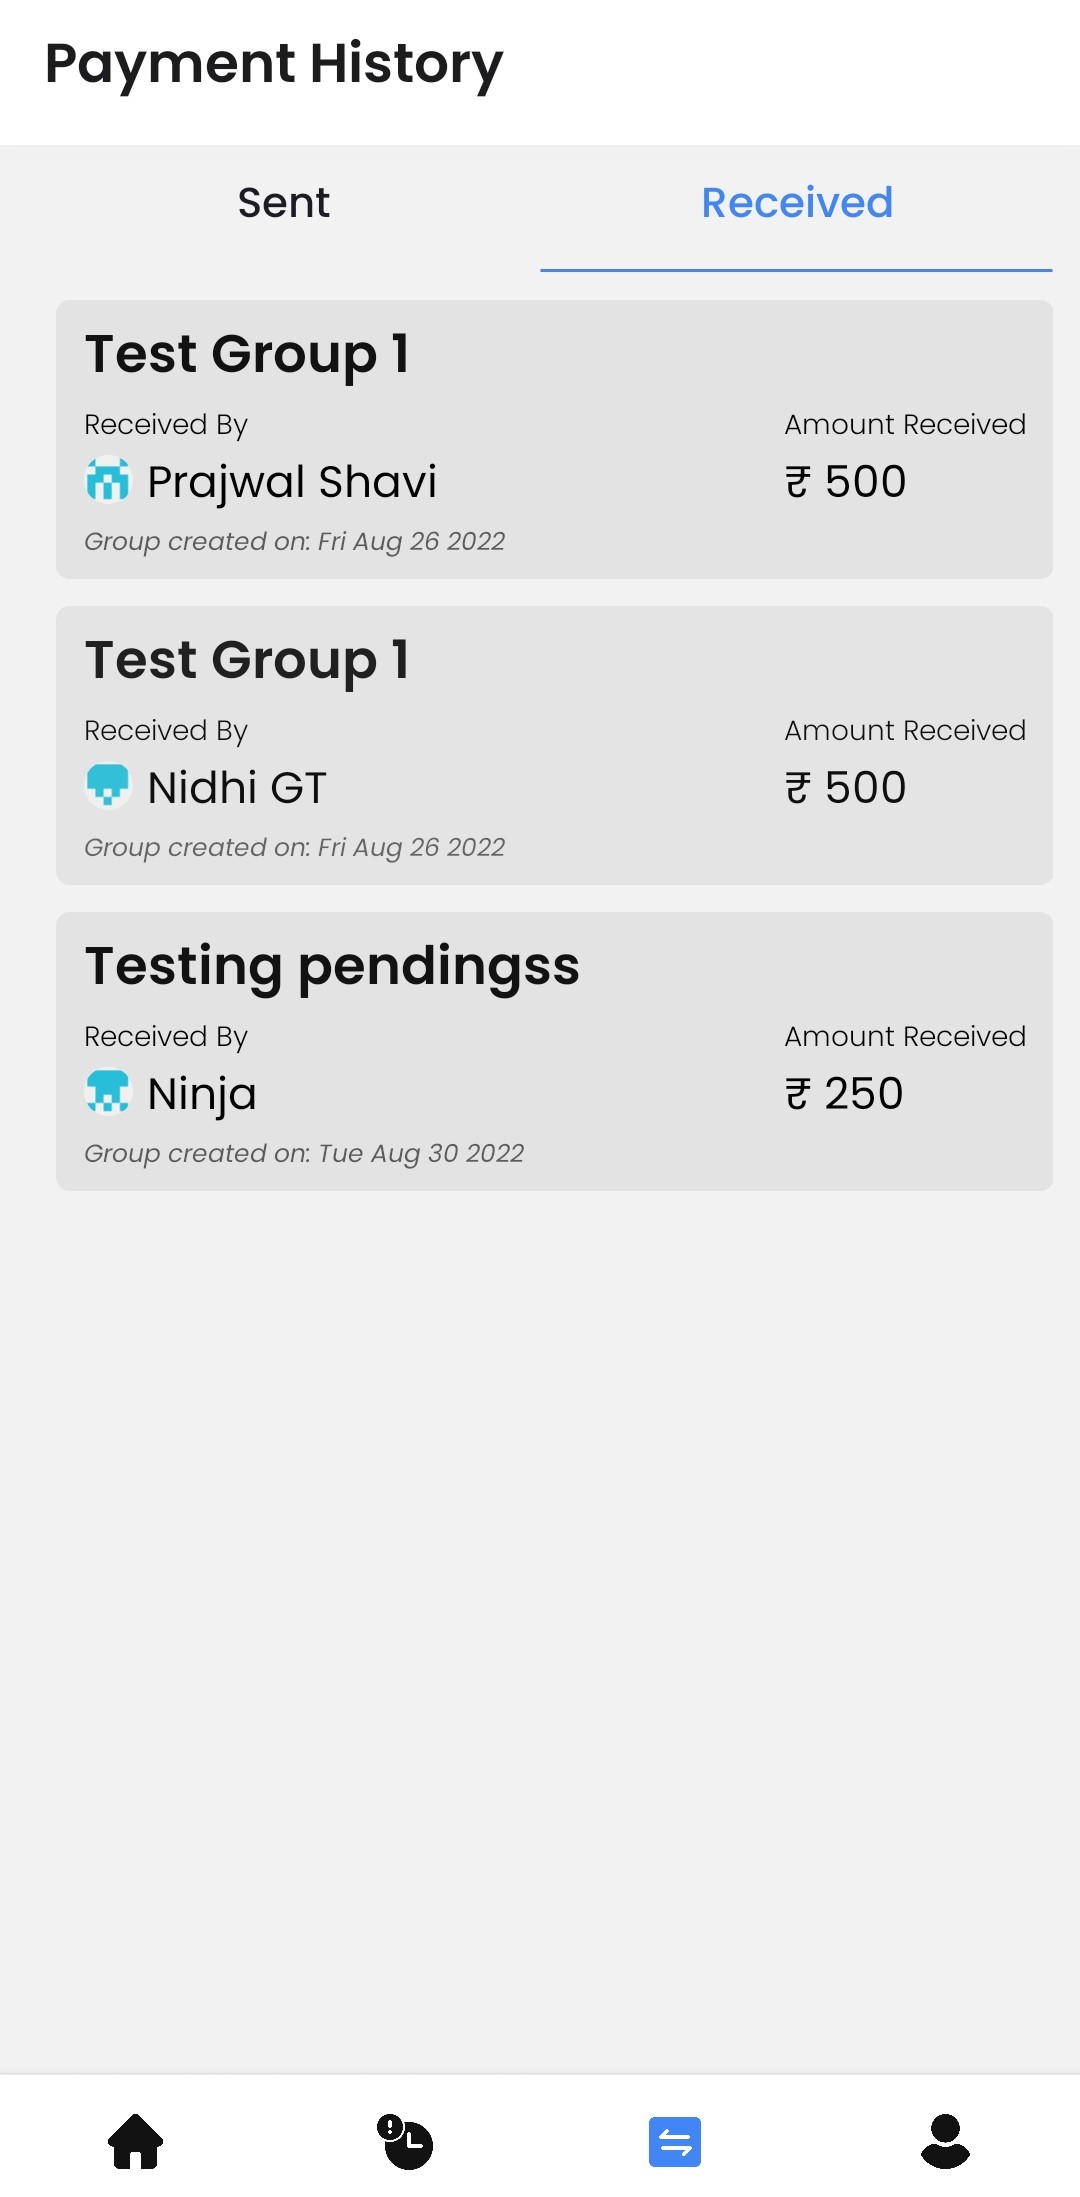 Payment History
Sent Received
Test Group 1
Received By Amount Received
Prajwal Shavi ₹ 500
Group created on: Fri Aug 26 2022
Test Group 1
Received By Amount Received
Nidhi GT ₹ 500
Group created on: Fri Aug 26 2022
Testing pendingss
Received By Amount Received
Ninja ₹ 250
Group created on: Tue Aug 30 2022